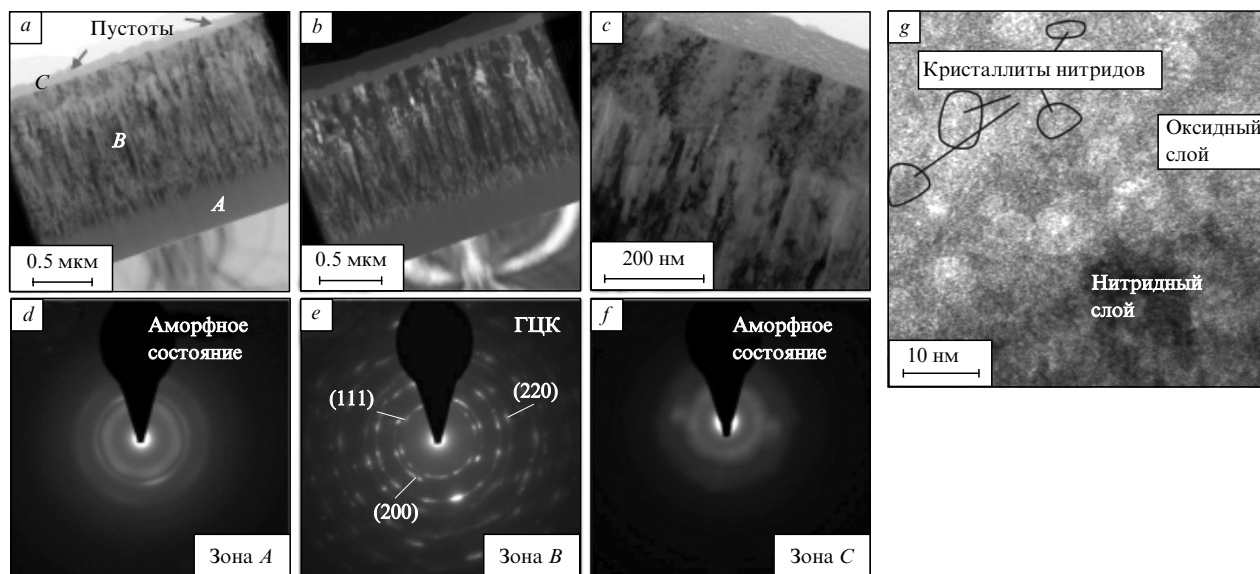 a
Пустоты
C
B
A
0.5 мкм
b
0.5 мкм
c
200 нм
d
Аморфное
состояние
Зона A
e
ГЦК
(111)
(220)
(200)
Зона B
f
Аморфное
состояние
Зона C
g
Кристаллиты нитридов
Оксидный
слой
Нитридный
слой
10 нм